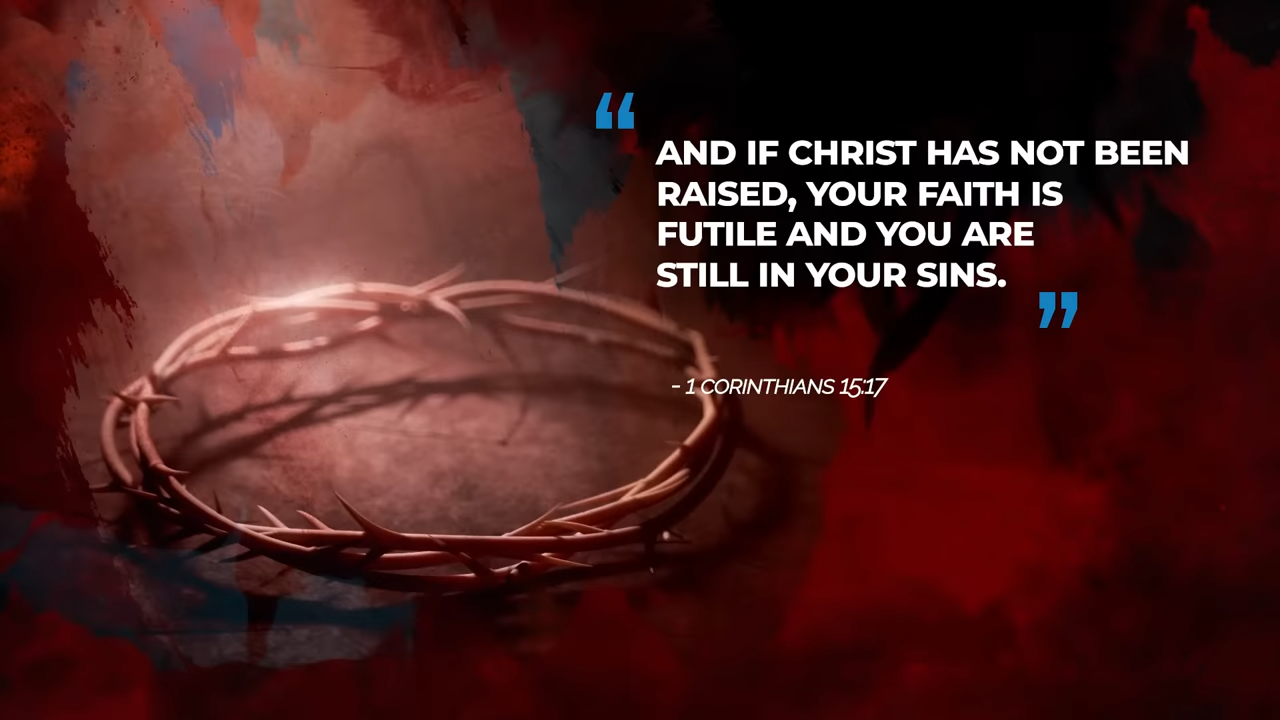 “
AND IF CHRIST HAS NOT BEEN
RAISED, YOUR FAITH IS
FUTILE AND YOU ARE
STILL IN YOUR SINS.
”
- 1 CORINTHIANS 15:17